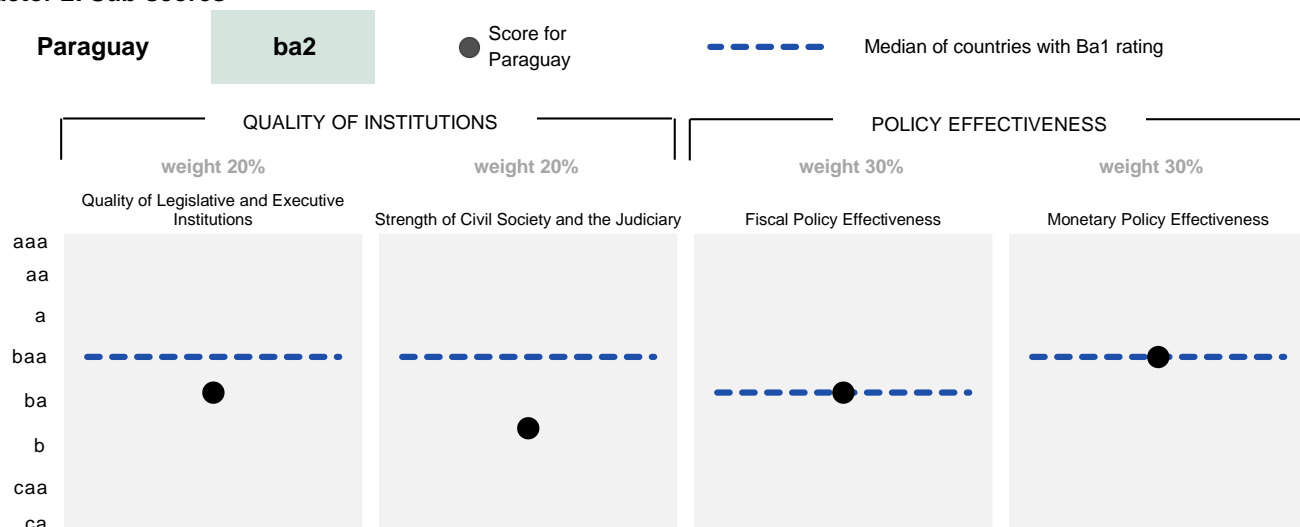 Paraguay
ba2
Score for
Paraguay
Median of countries with Ba1 rating
QUALITY OF INSTITUTIONS
POLICY EFFECTIVENESS
weight 20%
weight 20%
weight 30%
weight 30%
Quality of Legislative and Executive
Institutions
Strength of Civil Society and the Judiciary
Fiscal Policy Effectiveness
Monetary Policy Effectiveness
aaa
aa
a
baa
ba
b
caa
ca